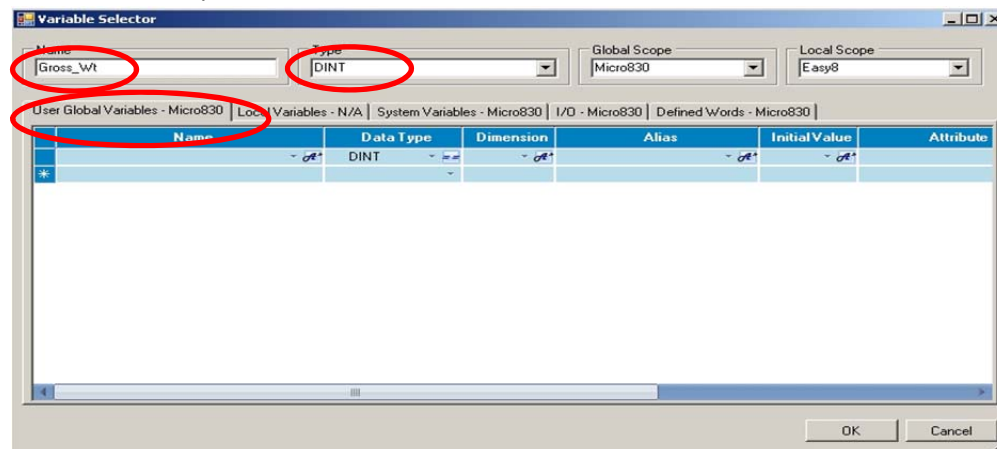 Variable Selector
Name Type Global Scope Local Scope
Gross_Wt DINT Micro830 Easy8
User Global Variables - Micro830 Local Variables - N/A System Variables - Micro830 I/O - Micro830 Defined Words - Micro830
Name Data Type Dimension Alias Initial Value Attribute
DINT
OK Cancel